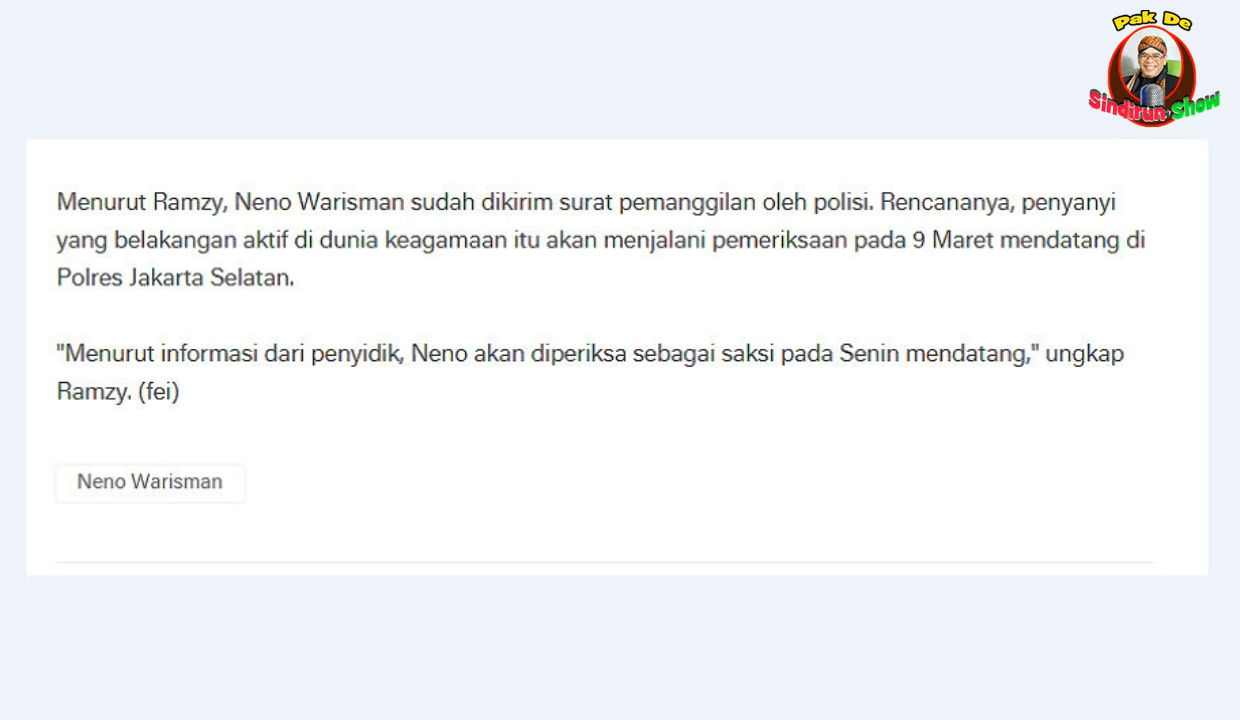 Pak De
Sindirun Show
Menurut Ramzy, Neno Warisman sudah dikirim surat pemanggilan oleh polisi. Rencananya, penyanyi
yang belakangan aktif di dunia keagamaan itu akan menjalani pemeriksaan pada 9 Maret mendatang di
Polres Jakarta Selatan.
"Menurut informasi dari penyidik, Neno akan diperiksa sebagai saksi pada Senin mendatang," ungkap
Ramzy. (fei)
Neno Warisman